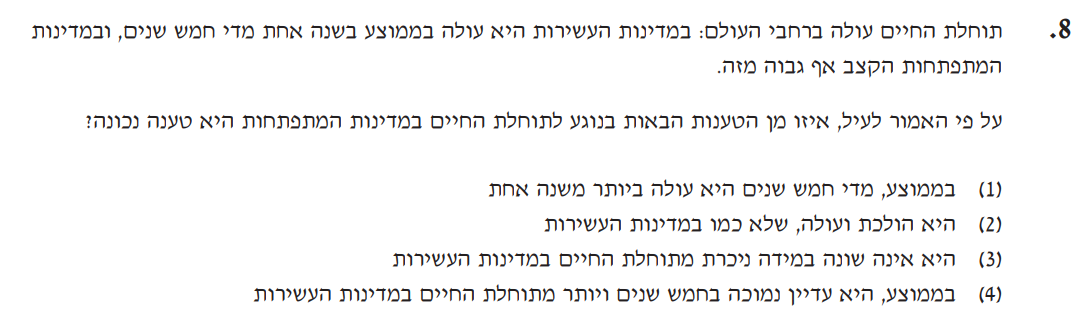 8. תוחלת החיים עולה ברחבי העולם: במדינות העשירות היא עולה בממוצע בשנה אחת מדי חמש שנים, ובמדינות
המתפתחות הקצב אף גבוה מזה.
על פי האמור לעיל, איזו מן הטענות הבאות בנוגע לתוחלת החיים במדינות המתפתחות היא טענה נכונה?
(1) בממוצע, מדי חמש שנים היא עולה ביותר משנה אחת
(2) היא הולכת ועולה, שלא כמו במדינות העשירות
(3) היא אינה שונה במידה ניכרת מתוחלת החיים במדינות העשירות
(4) בממוצע, היא עדיין נמוכה בחמש שנים ויותר מתוחלת החיים במדינות העשירות